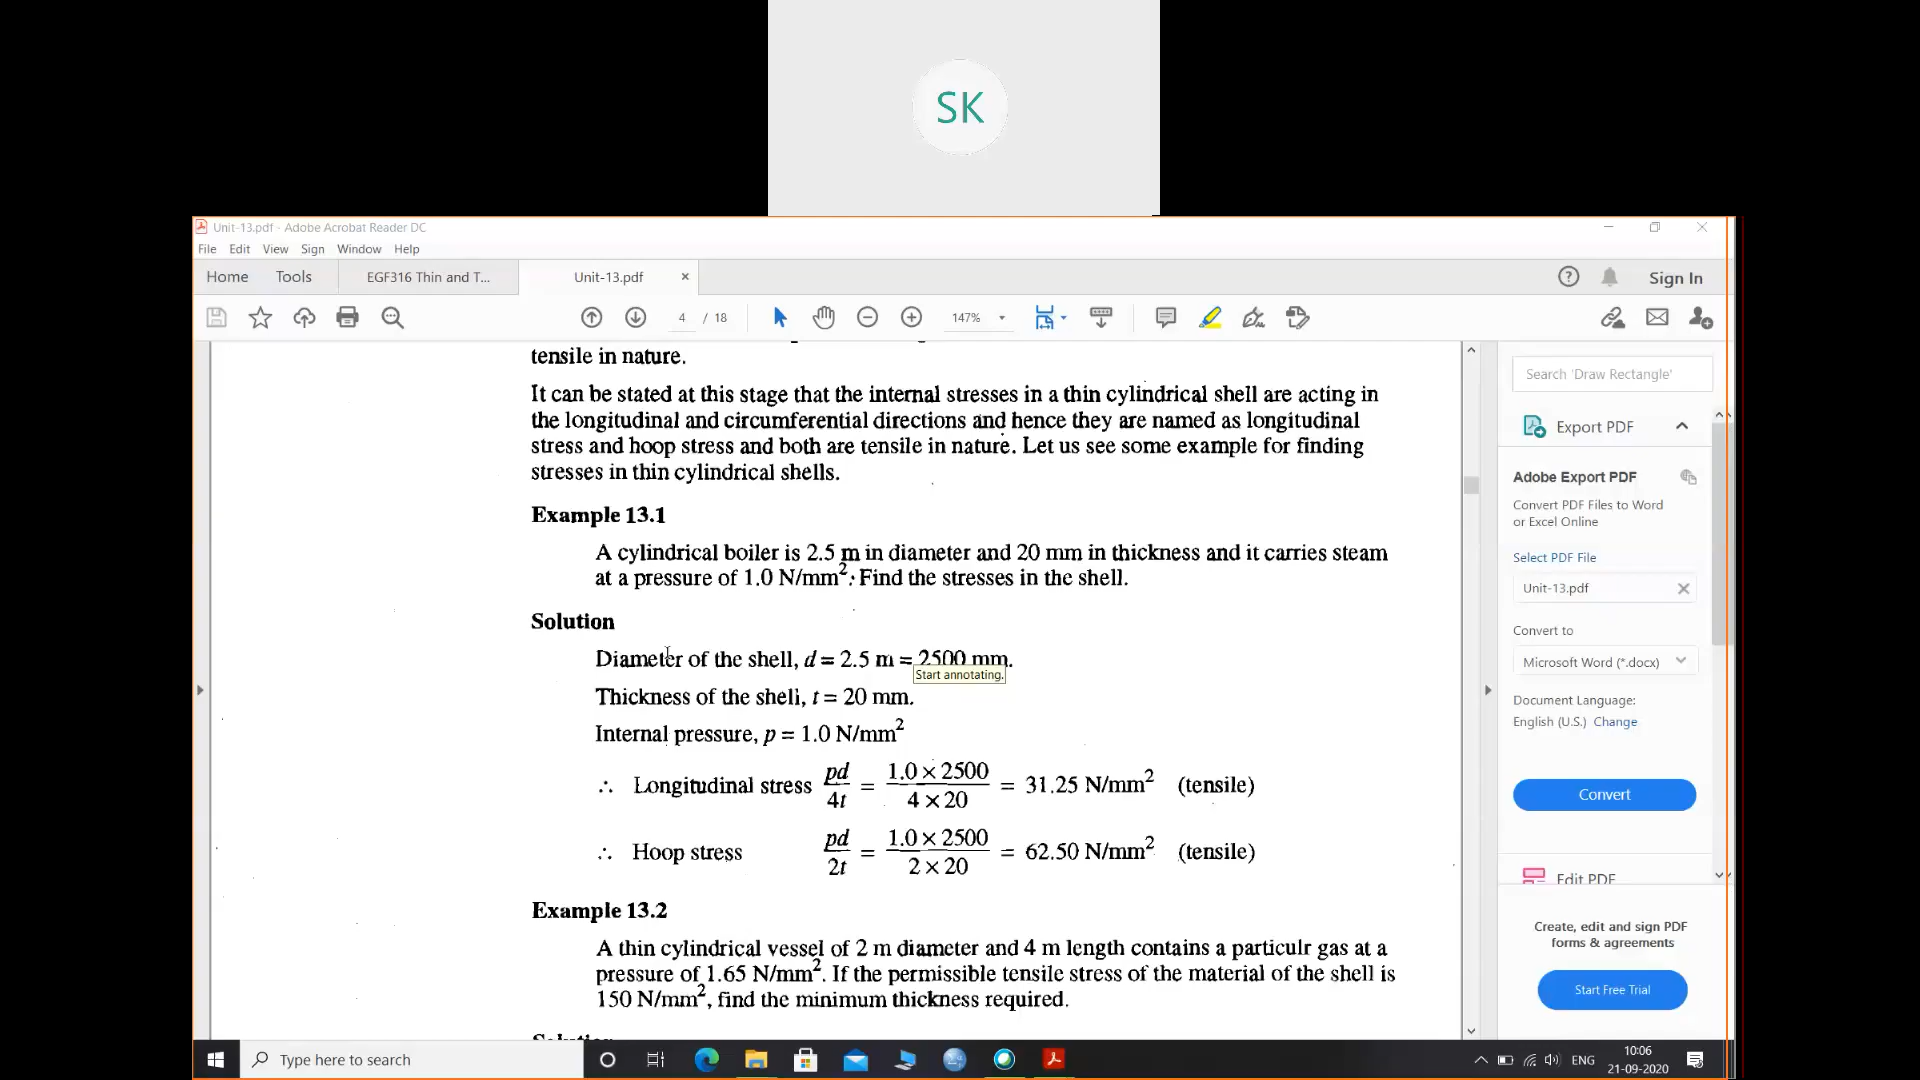 SK
Unit-13.pdf - Adobe Acrobat Reader DC
File Edit View Sign Window Help
Home Tools EGF316 Thin and T... Unit-13.pdf × Sign In
4 / 18 147%
tensile in nature.
It can be stated at this stage that the internal stresses in a thin cylindrical shell are acting in
the longitudinal and circumferential directions and hence they are named as longitudinal
stress and hoop stress and both are tensile in nature. Let us see some example for finding
stresses in thin cylindrical shells.
Example 13.1
A cylindrical boiler is 2.5 m in diameter and 20 mm in thickness and it carries steam
at a pressure of 1.0 N/mm². Find the stresses in the shell.
Solution
Diameter of the shell, d = 2.5 m = 2500 mm.
Start annotating.
Thickness of the shell, t = 20 mm.
Internal pressure, p = 1.0 N/mm²
∴ Longitudinal stress pd/4t = 1.0 × 2500 / 4 × 20 = 31.25 N/mm² (tensile)
∴ Hoop stress pd/2t = 1.0 × 2500 / 2 × 20 = 62.50 N/mm² (tensile)
Example 13.2
A thin cylindrical vessel of 2 m diameter and 4 m length contains a particulr gas at a
pressure of 1.65 N/mm². If the permissible tensile stress of the material of the shell is
150 N/mm², find the minimum thickness required.
Solution
Search 'Draw Rectangle'
Export PDF
Adobe Export PDF
Convert PDF Files to Word
or Excel Online
Select PDF File
Unit-13.pdf
Convert to
Microsoft Word (*.docx)
Document Language:
English (U.S.) Change
Convert
Edit PDF
Create, edit and sign PDF
forms & agreements
Start Free Trial
Type here to search
ENG
10:06
21-09-2020